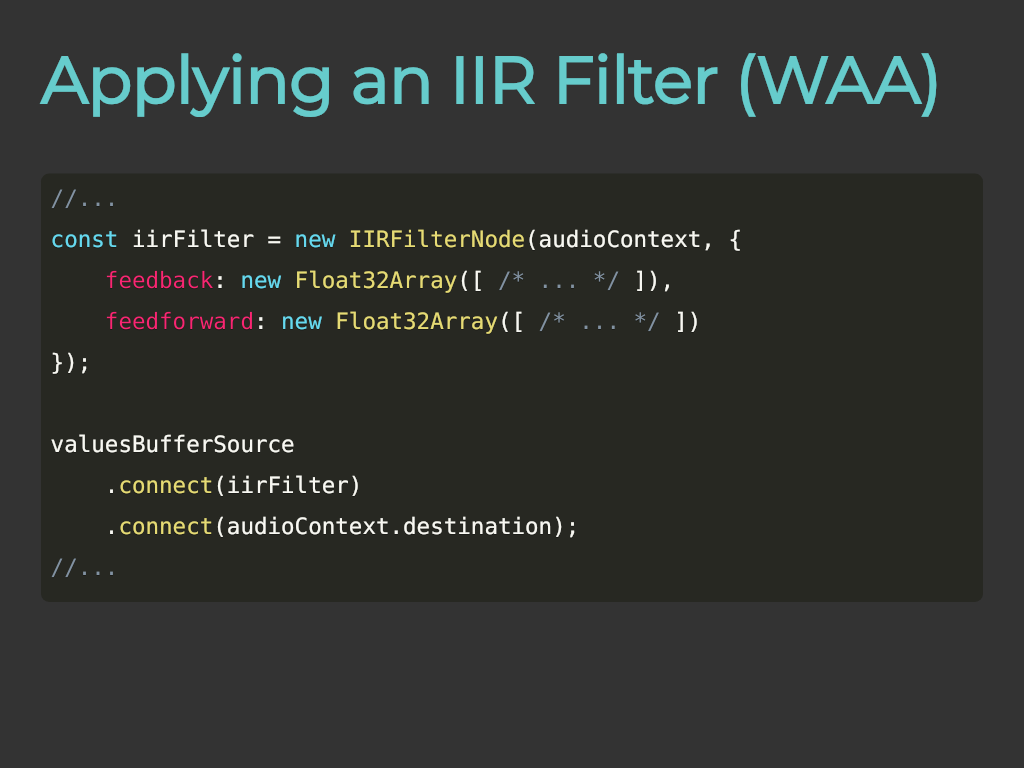 Applying an IIR Filter (WAA)
//...
const iirFilter = new IIRFilterNode(audioContext, {
    feedback: new Float32Array([ /* ... */ ]),
    feedforward: new Float32Array([ /* ... */ ])
});

valuesBufferSource
    .connect(iirFilter)
    .connect(audioContext.destination);
//...